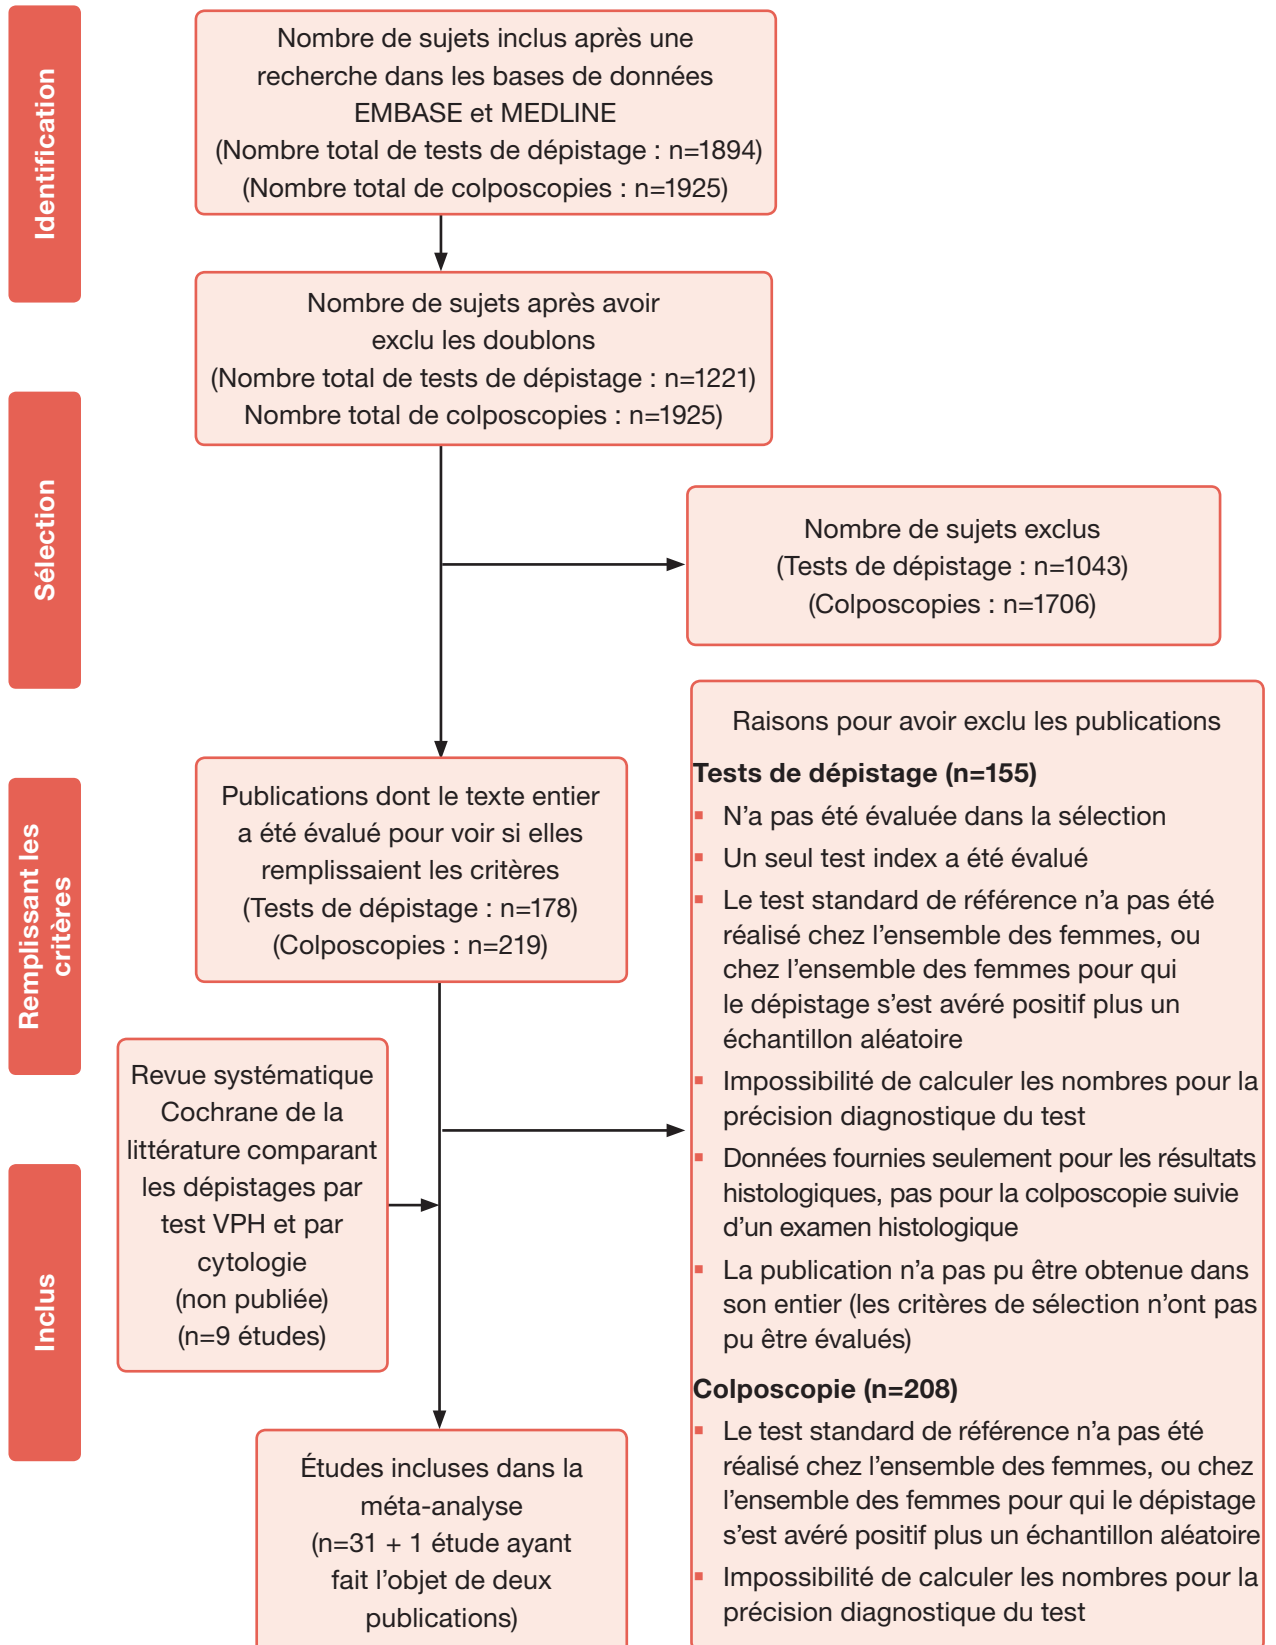 Identification
Nombre de sujets inclus après une
recherche dans les bases de données
EMBASE et MEDLINE
(Nombre total de tests de dépistage : n=1894)
(Nombre total de colposcopies : n=1925)
Nombre de sujets après avoir
exclu les doublons
(Nombre total de tests de dépistage : n=1221)
Nombre total de colposcopies : n=1925)
Sélection
Nombre de sujets exclus
(Tests de dépistage : n=1043)
(Colposcopies : n=1706)
Remplissant les
critères
Publications dont le texte entier
a été évalué pour voir si elles
remplissaient les critères
(Tests de dépistage : n=178)
(Colposcopies : n=219)
Raisons pour avoir exclu les publications
Tests de dépistage (n=155)
▪ N’a pas été évaluée dans la sélection
▪ Un seul test index a été évalué
▪ Le test standard de référence n’a pas été
réalisé chez l’ensemble des femmes, ou
chez l’ensemble des femmes pour qui
le dépistage s’est avéré positif plus un
échantillon aléatoire
▪ Impossibilité de calculer les nombres pour la
précision diagnostique du test
▪ Données fournies seulement pour les résultats
histologiques, pas pour la colposcopie suivie
d’un examen histologique
▪ La publication n’a pas pu être obtenue dans
son entier (les critères de sélection n’ont pas
pu être évalués)
Colposcopie (n=208)
▪ Le test standard de référence n’a pas été
réalisé chez l’ensemble des femmes, ou chez
l’ensemble des femmes pour qui le dépistage
s’est avéré positif plus un échantillon aléatoire
▪ Impossibilité de calculer les nombres pour la
précision diagnostique du test
Revue systématique
Cochrane de la
littérature comparant
les dépistages par
test VPH et par
cytologie
(non publiée)
(n=9 études)
Inclus
Études incluses dans la
méta-analyse
(n=31 + 1 étude ayant
fait l’objet de deux
publications)